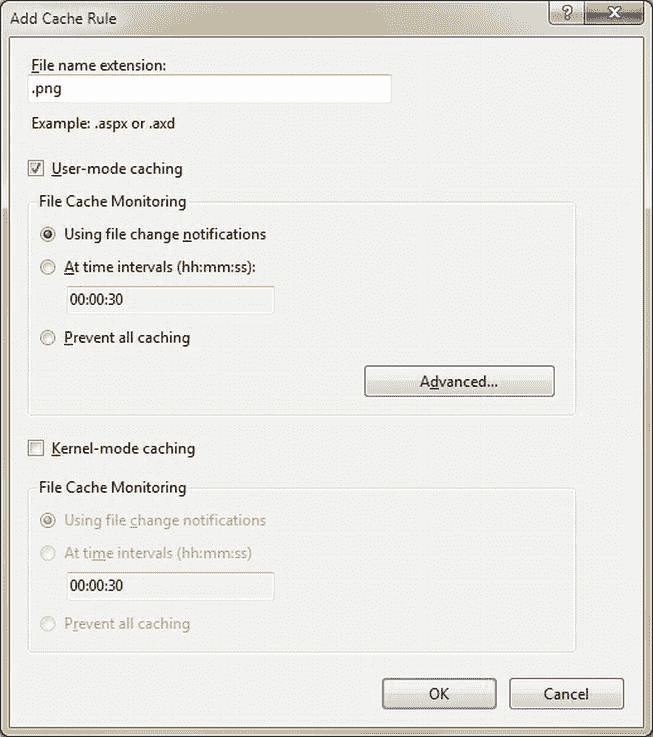 Add Cache Rule
File name extension:
.png
Example: .aspx or .axd
User-mode caching
File Cache Monitoring
Using file change notifications
At time intervals (hh:mm:ss):
00:00:30
Prevent all caching
Advanced...
Kernel-mode caching
File Cache Monitoring
Using file change notifications
At time intervals (hh:mm:ss)
00:00:30
Prevent all caching
OK
Cancel